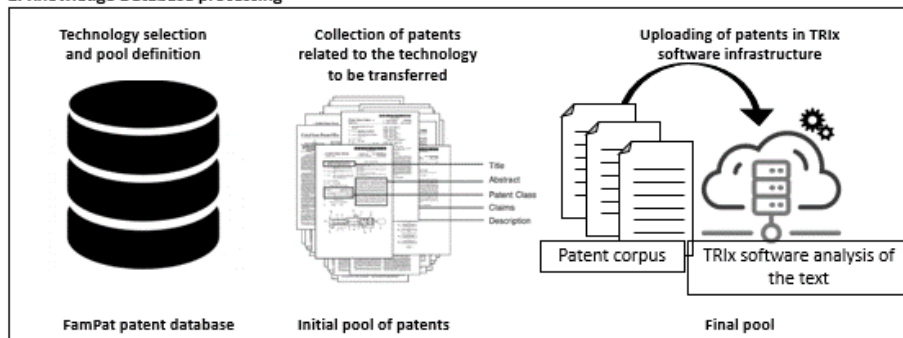 Technology selection
and pool definition
Collection of patents
related to the technology
to be transferred
Uploading of patents in TRIx
software infrastructure
Title
Abstract
Patent Class
Claims
Description
Patent corpus
TRIx software analysis of
the text
FamPat patent database
Initial pool of patents
Final pool